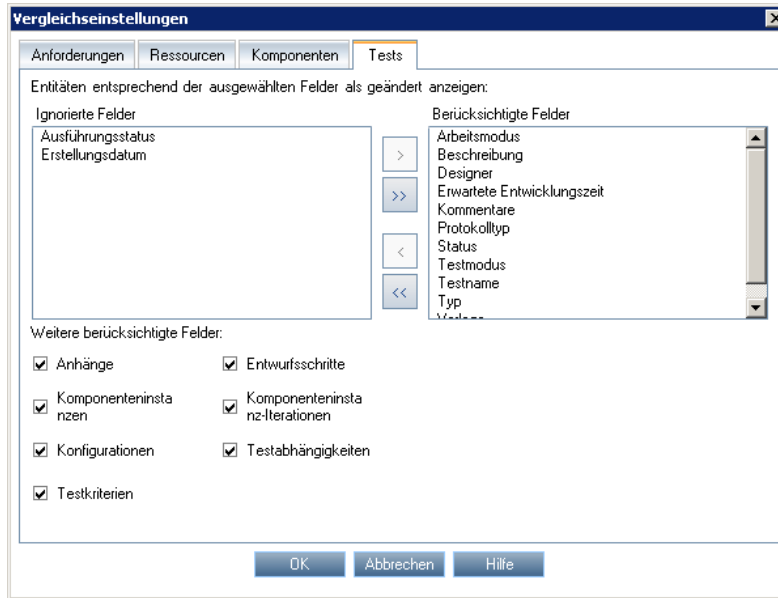 Vergleichseinstellungen
Anforderungen Ressourcen Komponenten Tests
Entitäten entsprechend der ausgewählten Felder als geändert anzeigen:
Ignorierte Felder
Ausführungsstatus
Erstellungsdatum
>
>>
<
<<
Berücksichtigte Felder
Arbeitsmodus
Beschreibung
Designer
Erwartete Entwicklungszeit
Kommentare
Protokolltyp
Status
Testmodus
Testname
Typ
Weitere berücksichtigte Felder:
Anhänge Entwurfsschritte
Komponenteninsta
nzen
Komponenteninsta
nz-Iterationen
Konfigurationen Testabhängigkeiten
Testkriterien
OK Abbrechen Hilfe